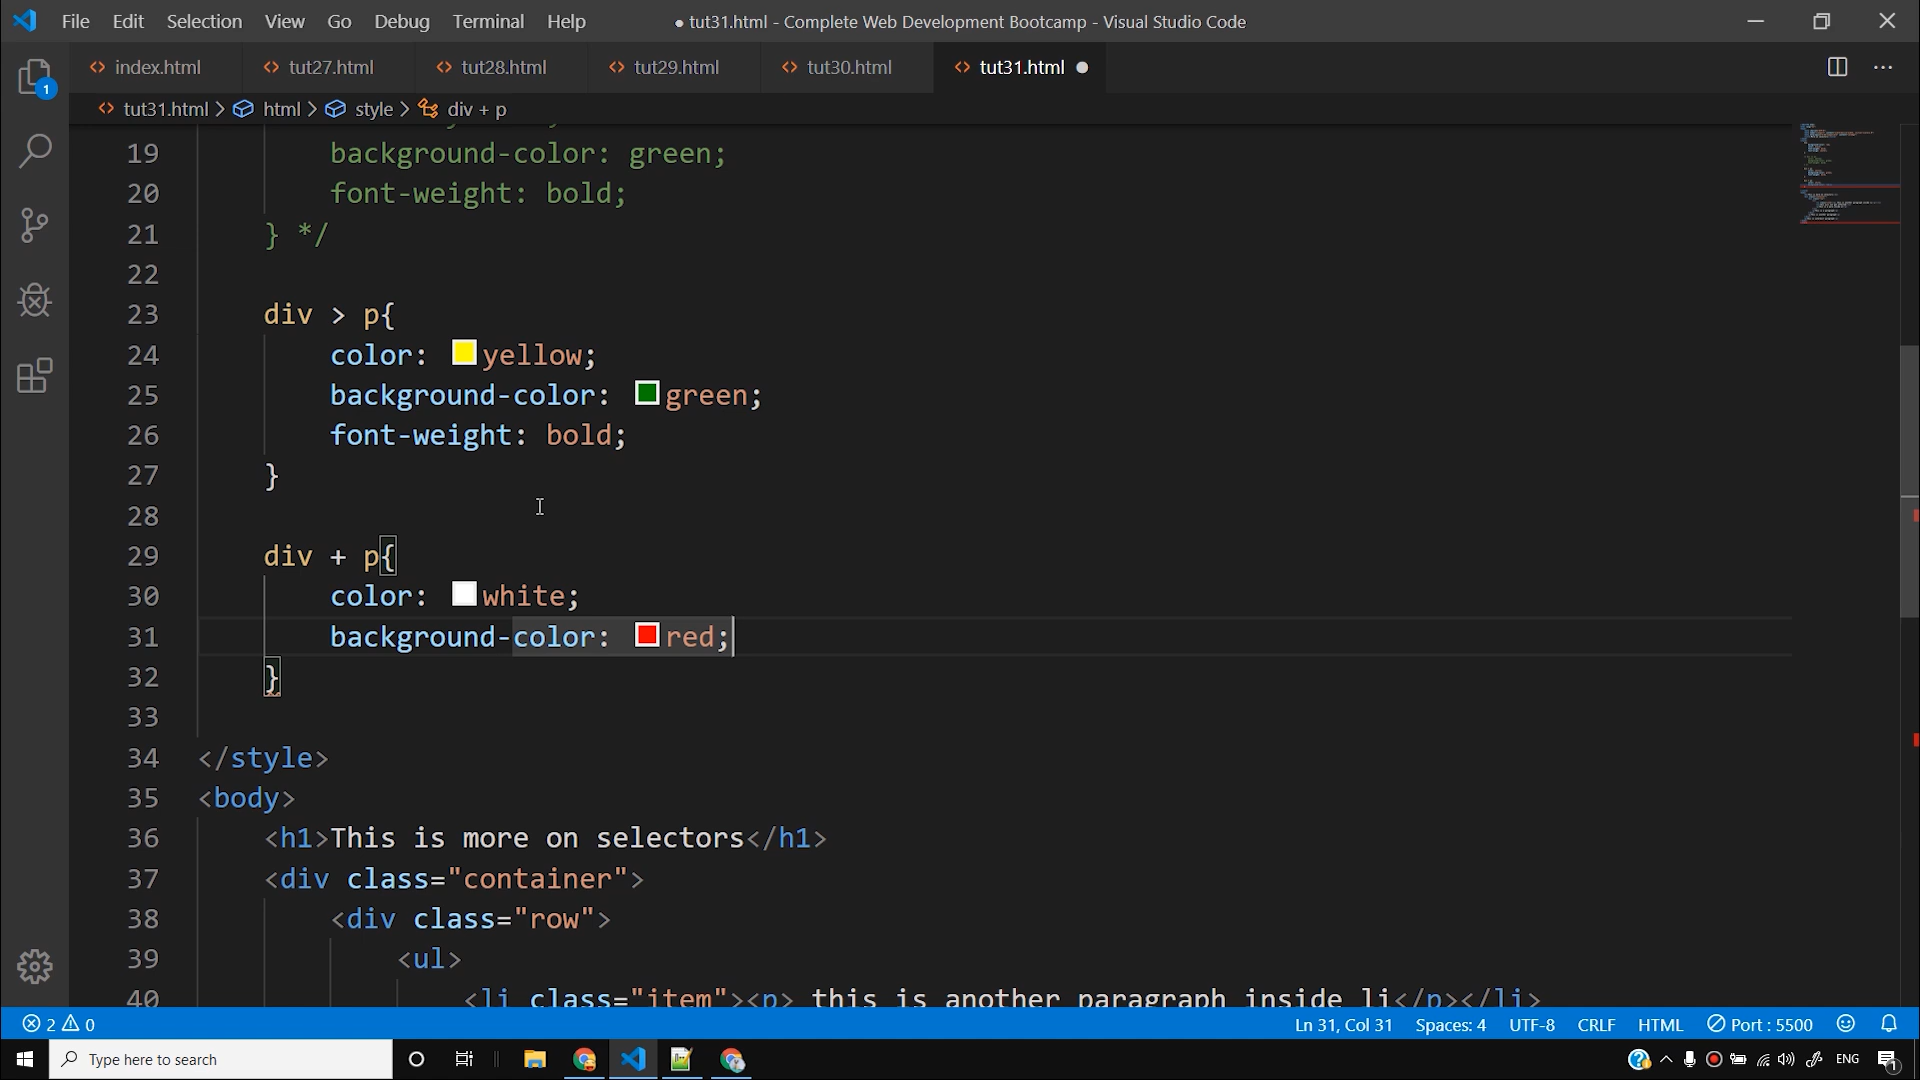 File Edit Selection View Go Debug Terminal Help
● tut31.html - Complete Web Development Bootcamp - Visual Studio Code
index.html
tut27.html
tut28.html
tut29.html
tut30.html
tut31.html
tut31.html > html > style > div + p
1
19 background-color: green;
20 font-weight: bold;
21 } */
22
23 div > p{
24 color: yellow;
25 background-color: green;
26 font-weight: bold;
27 }
28
29 div + p{
30 color: white;
31 background-color: red;
32 }
33
34 </style>
35 <body>
36 <h1>This is more on selectors</h1>
37 <div class="container">
38 <div class="row">
39 <ul>
40 <li class="item"><p> this is another paragraph inside li</p></li>
2 0
Ln 31, Col 31 Spaces: 4 UTF-8 CRLF HTML Port : 5500
Type here to search
ENG
1